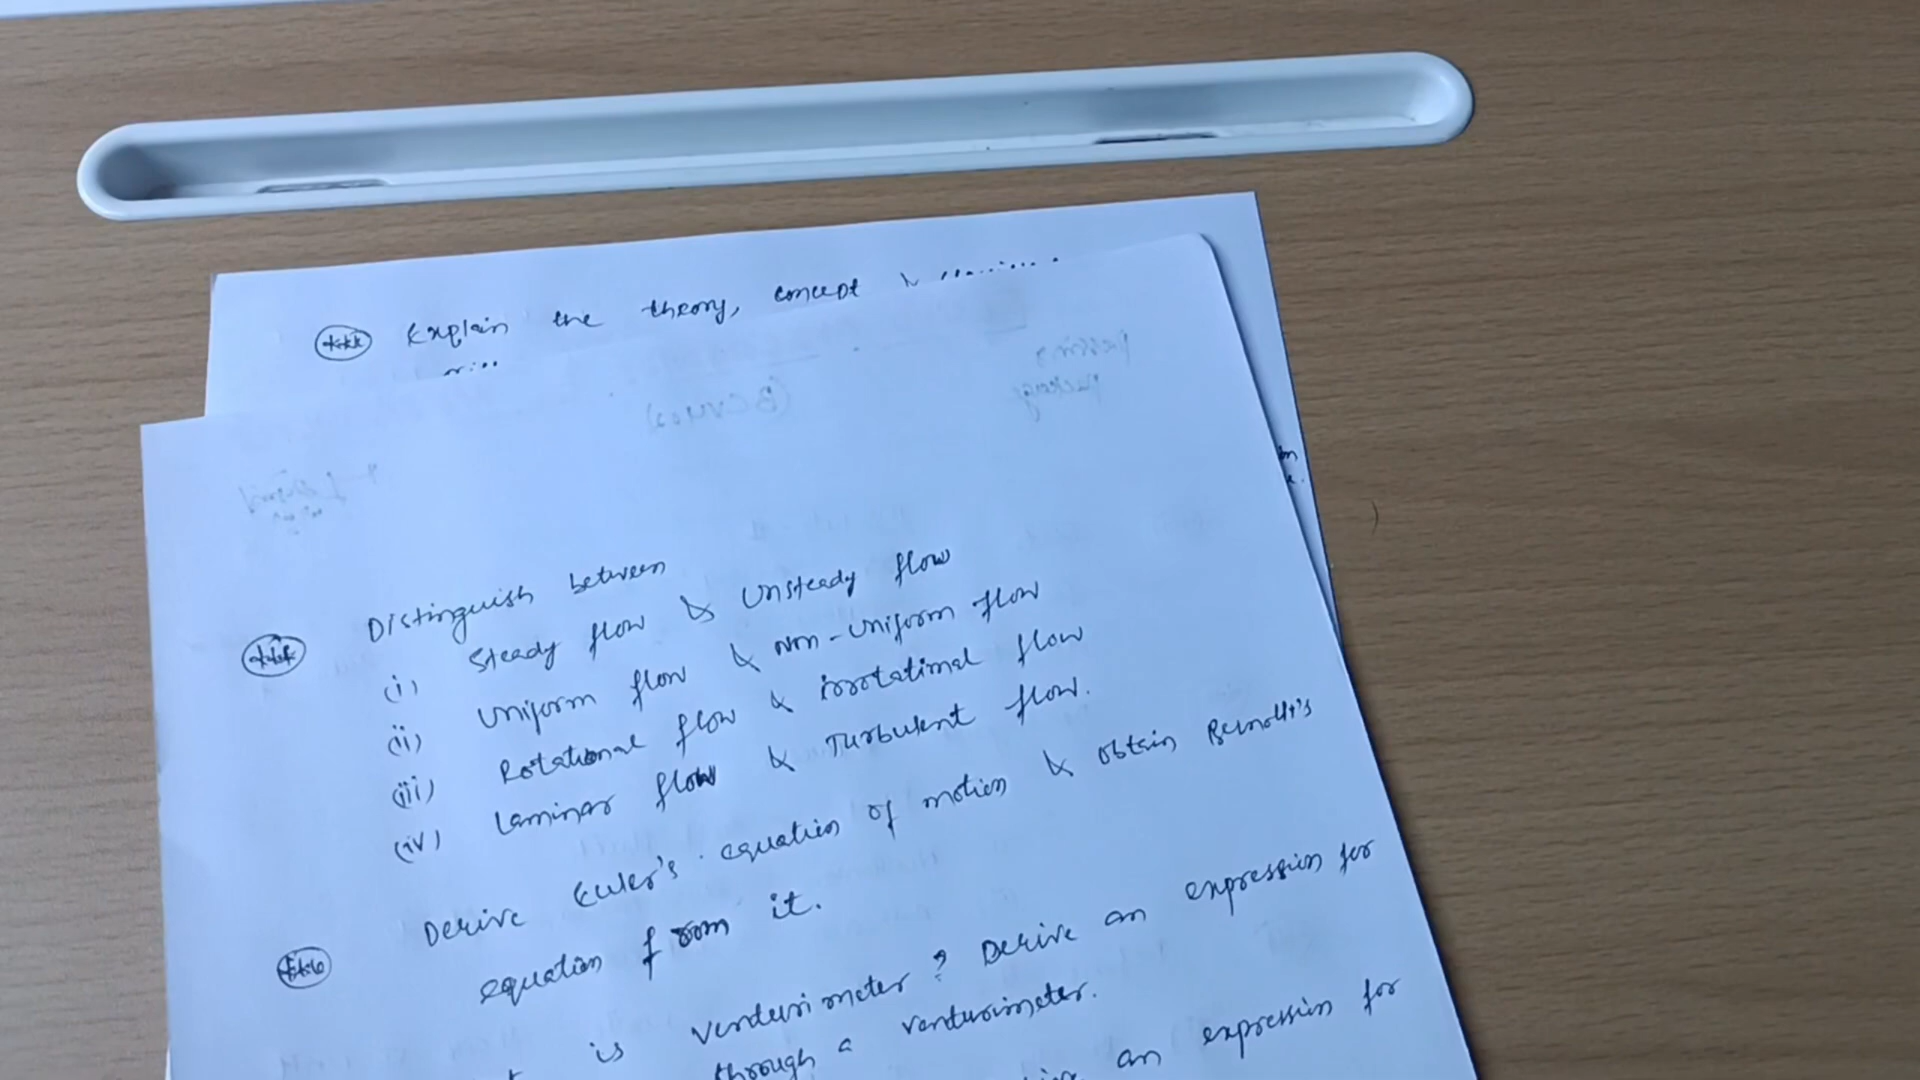 Explain the theory, concept &
Distinguish between
(i) Steady flow & Unsteady flow
(ii) Uniform flow & Non-Uniform flow
(iii) Rotational flow & irrotational flow
(iv) Laminar flow & Turbulent flow.
Derive Euler's equation of motion & obtain Bernoulli's
equation from it.
is venturimeter? Derive an expression for
through a venturimeter.
an expression for